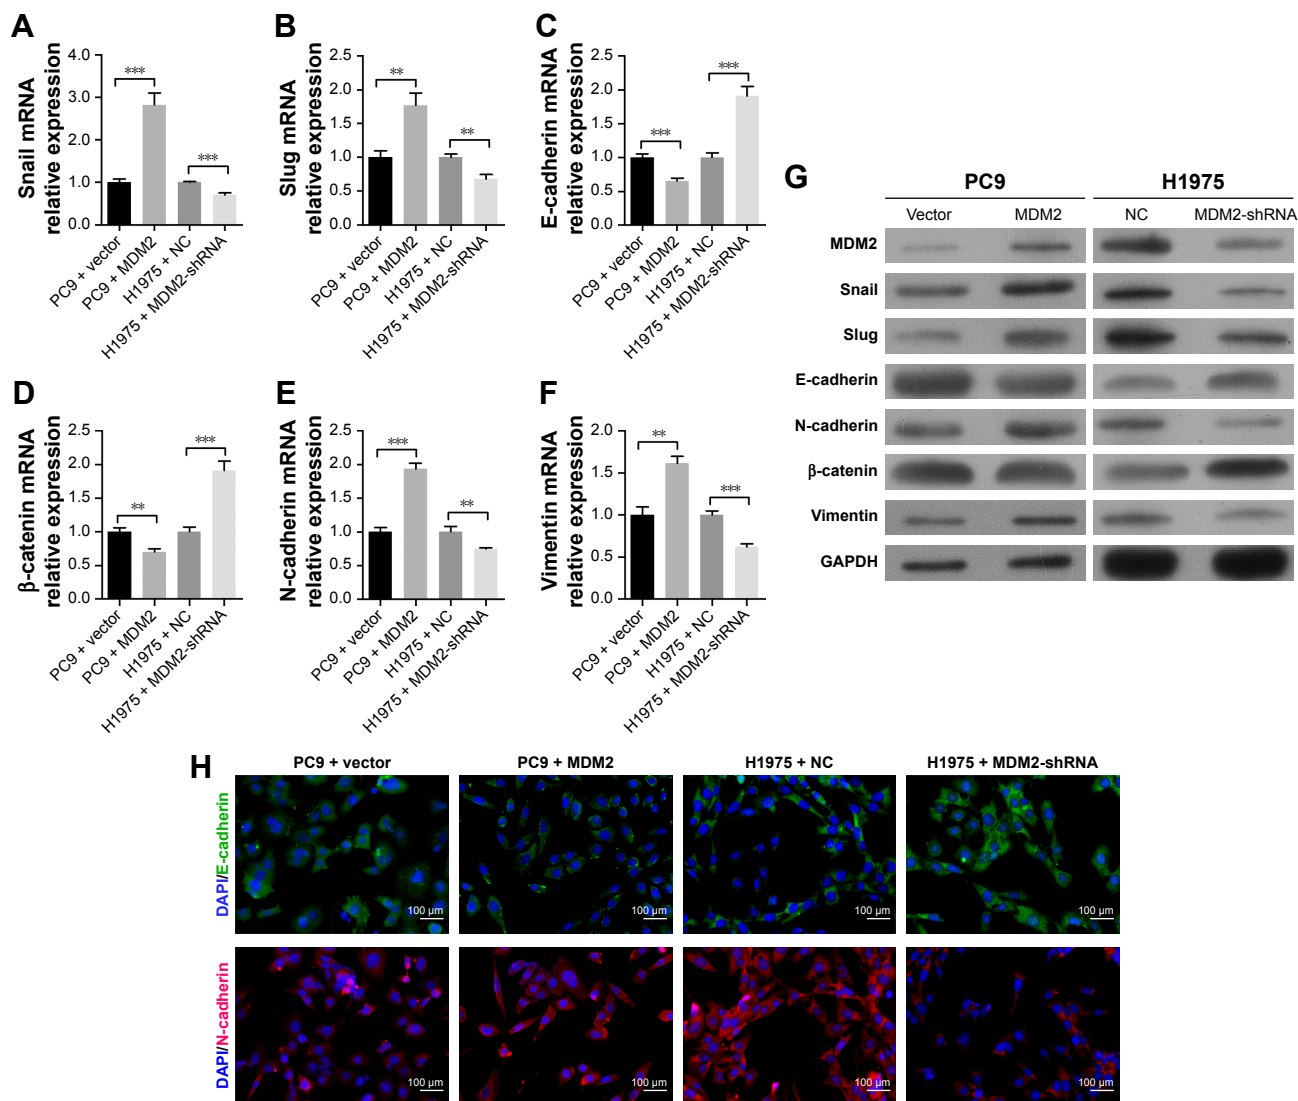 A
Snail mRNA
relative expression
4.0
3.0
2.0
1.0
0.0
***
***
PC9 + vector
PC9 + MDM2
H1975 + NC
H1975 + MDM2-shRNA
B
Slug mRNA
relative expression
2.5
2.0
1.5
1.0
0.5
0.0
**
**
PC9 + vector
PC9 + MDM2
H1975 + NC
H1975 + MDM2-shRNA
C
E-cadherin mRNA
relative expression
2.5
2.0
1.5
1.0
0.5
0.0
***
***
PC9 + vector
PC9 + MDM2
H1975 + NC
H1975 + MDM2-shRNA
D
β-catenin mRNA
relative expression
2.5
2.0
1.5
1.0
0.5
0.0
**
***
PC9 + vector
PC9 + MDM2
H1975 + NC
H1975 + MDM2-shRNA
E
N-cadherin mRNA
relative expression
2.5
2.0
1.5
1.0
0.5
0.0
***
**
PC9 + vector
PC9 + MDM2
H1975 + NC
H1975 + MDM2-shRNA
F
Vimentin mRNA
relative expression
2.0
1.5
1.0
0.5
0.0
**
***
PC9 + vector
PC9 + MDM2
H1975 + NC
H1975 + MDM2-shRNA
G
PC9 H1975
Vector MDM2 NC MDM2-shRNA
MDM2
Snail
Slug
E-cadherin
N-cadherin
β-catenin
Vimentin
GAPDH
H
PC9 + vector PC9 + MDM2 H1975 + NC H1975 + MDM2-shRNA
DAPI/E-cadherin
100 µm 100 µm 100 µm 100 µm
DAPI/N-cadherin
100 µm 100 µm 100 µm 100 µm